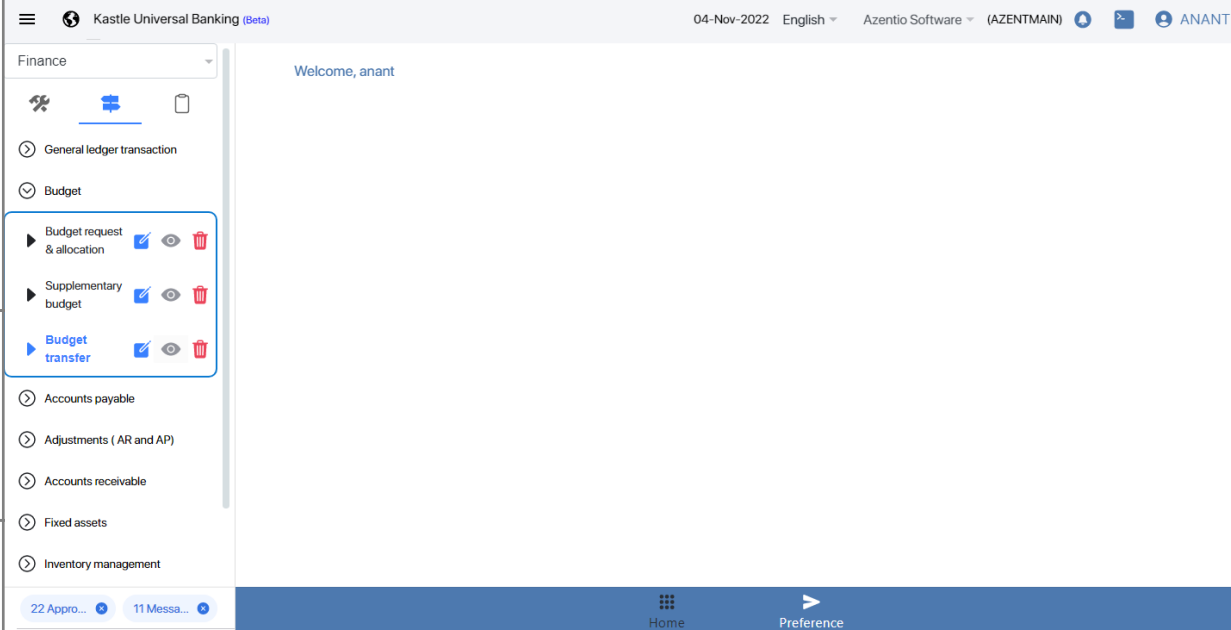 Kastle Universal Banking (Beta)
04-Nov-2022 English Azentio Software (AZENTMAIN) ANANT
Finance
Welcome, anant
General ledger transaction
Budget
Budget request
& allocation
Supplementary
budget
Budget
transfer
Accounts payable
Adjustments ( AR and AP)
Accounts receivable
Fixed assets
Inventory management
22 Appro... 11 Messa...
Home
Preference